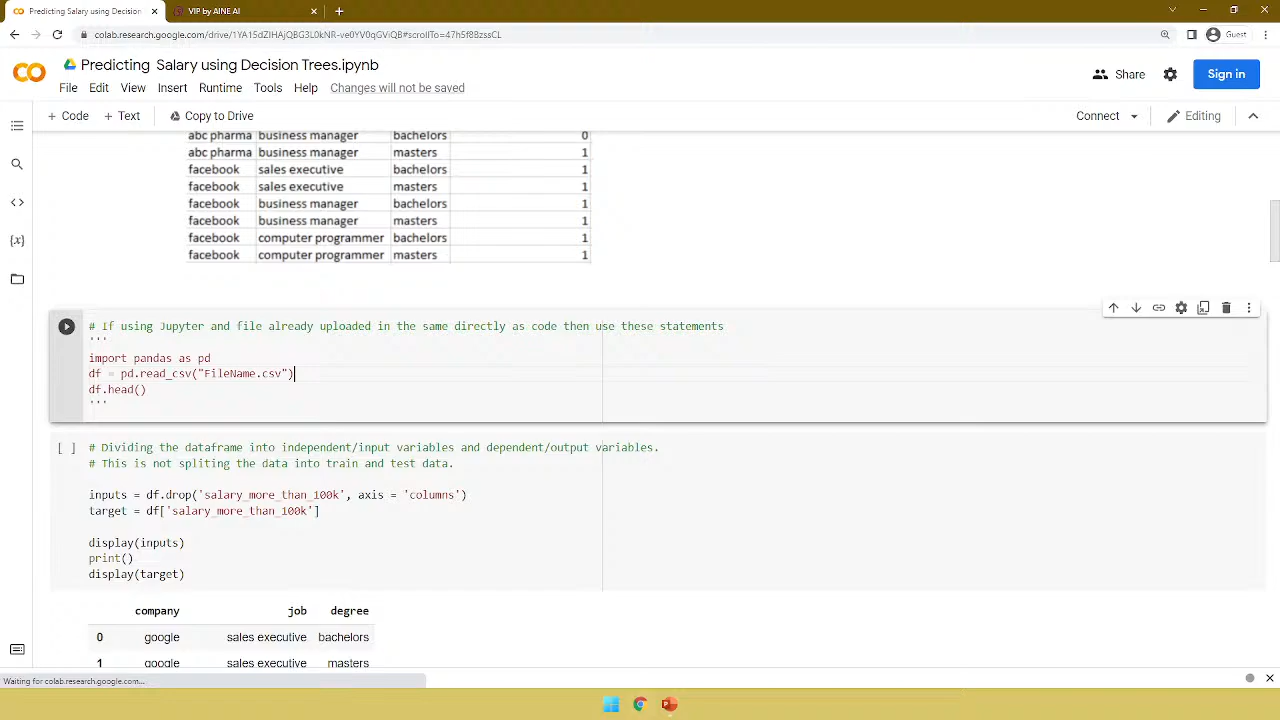 Predicting Salary using Decision
VIP by AINE AI
colab.research.google.com/drive/1YA15dZIHAjQBG3L0kNR-ve0YV0qGViQB#scrollTo=47h5f8BzssCL
Guest
Predicting Salary using Decision Trees.ipynb
File Edit View Insert Runtime Tools Help Changes will not be saved
Share
Sign in
+ Code + Text Copy to Drive
Connect
Editing
abc pharma business manager bachelors 0
abc pharma business manager masters 1
facebook sales executive bachelors 1
facebook sales executive masters 1
facebook business manager bachelors 1
facebook business manager masters 1
facebook computer programmer bachelors 1
facebook computer programmer masters 1
# If using Jupyter and file already uploaded in the same directly as code then use these statements
'''
import pandas as pd
df = pd.read_csv("FileName.csv")
df.head()
'''
[ ] # Dividing the dataframe into independent/input variables and dependent/output variables.
# This is not spliting the data into train and test data.
inputs = df.drop('salary_more_than_100k', axis = 'columns')
target = df['salary_more_than_100k']
display(inputs)
print()
display(target)
company job degree
0 google sales executive bachelors
1 google sales executive masters
Waiting for colab.research.google.com...